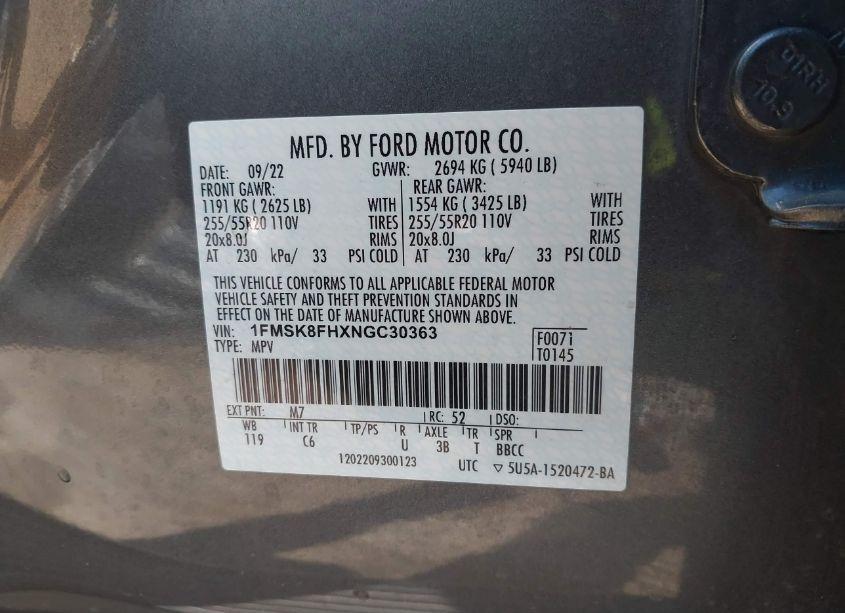 01RH
10.9
MFD. BY FORD MOTOR CO.
DATE: 09/22 GVWR: 2694 KG ( 5940 LB)
FRONT GAWR: REAR GAWR:
1191 KG ( 2625 LB) WITH 1554 KG ( 3425 LB) WITH
255/55R20 110V TIRES 255/55R20 110V TIRES
20x8.0J RIMS 20x8.0J RIMS
AT 230 kPa/ 33 PSI COLD AT 230 kPa/ 33 PSI COLD
THIS VEHICLE CONFORMS TO ALL APPLICABLE FEDERAL MOTOR
VEHICLE SAFETY AND THEFT PREVENTION STANDARDS IN
EFFECT ON THE DATE OF MANUFACTURE SHOWN ABOVE.
VIN: 1FMSK8FHXNGC30363 F0071
TYPE: MPV T0145
EXT PNT: M7 RC: 52 DSO:
WB INT TR TP/PS R AXLE TR SPR
119 C6 U 3B T BBCC
1202209300123 UTC ▽ 5U5A-1520472-BA